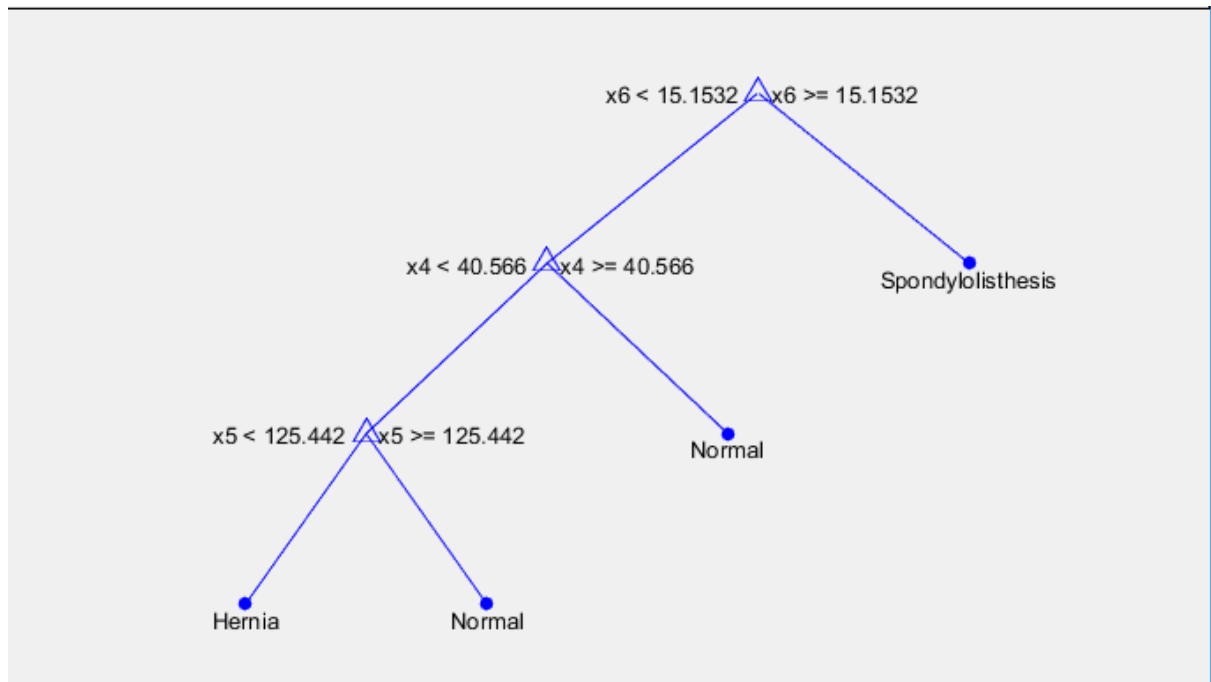 x6 < 15.1532 x6 >= 15.1532
x4 < 40.566 x4 >= 40.566
Spondylolisthesis
x5 < 125.442 x5 >= 125.442
Normal
Hernia
Normal